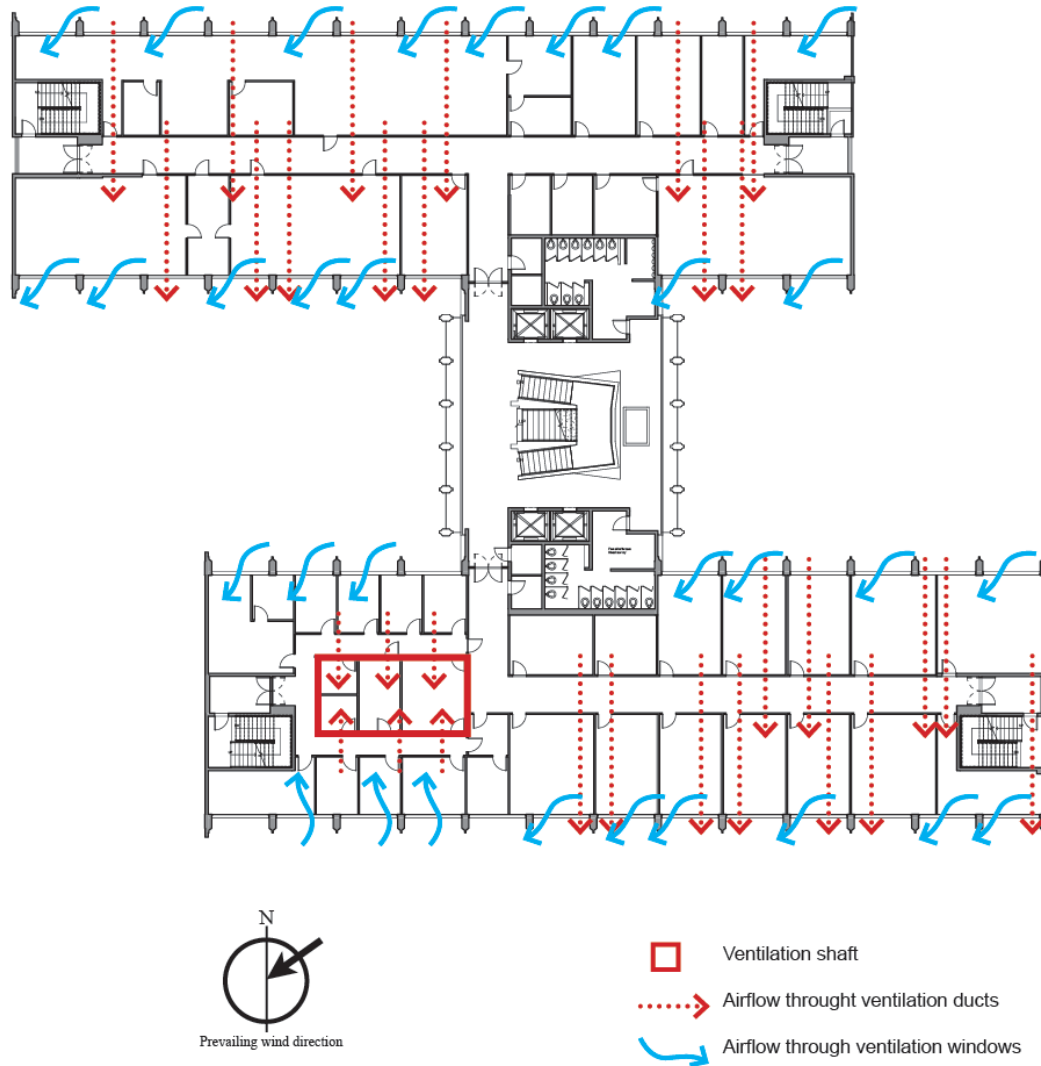 N
Prevailing wind direction
Ventilation shaft
Airflow throught ventilation ducts
Airflow through ventilation windows